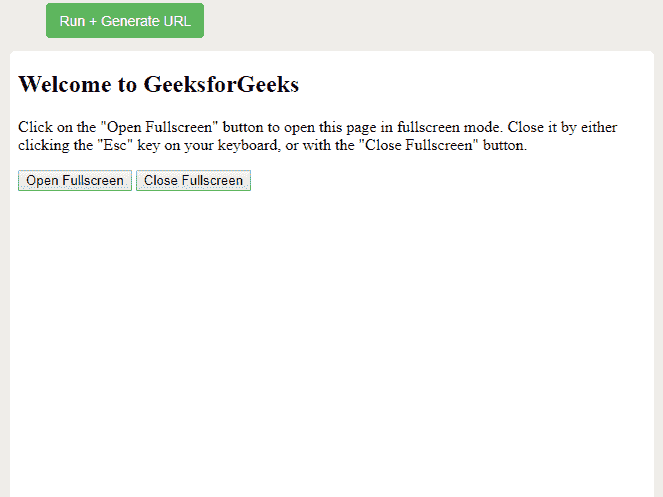 Run + Generate URL
Welcome to GeeksforGeeks
Click on the "Open Fullscreen" button to open this page in fullscreen mode. Close it by either
clicking the "Esc" key on your keyboard, or with the "Close Fullscreen" button.
Open Fullscreen Close Fullscreen